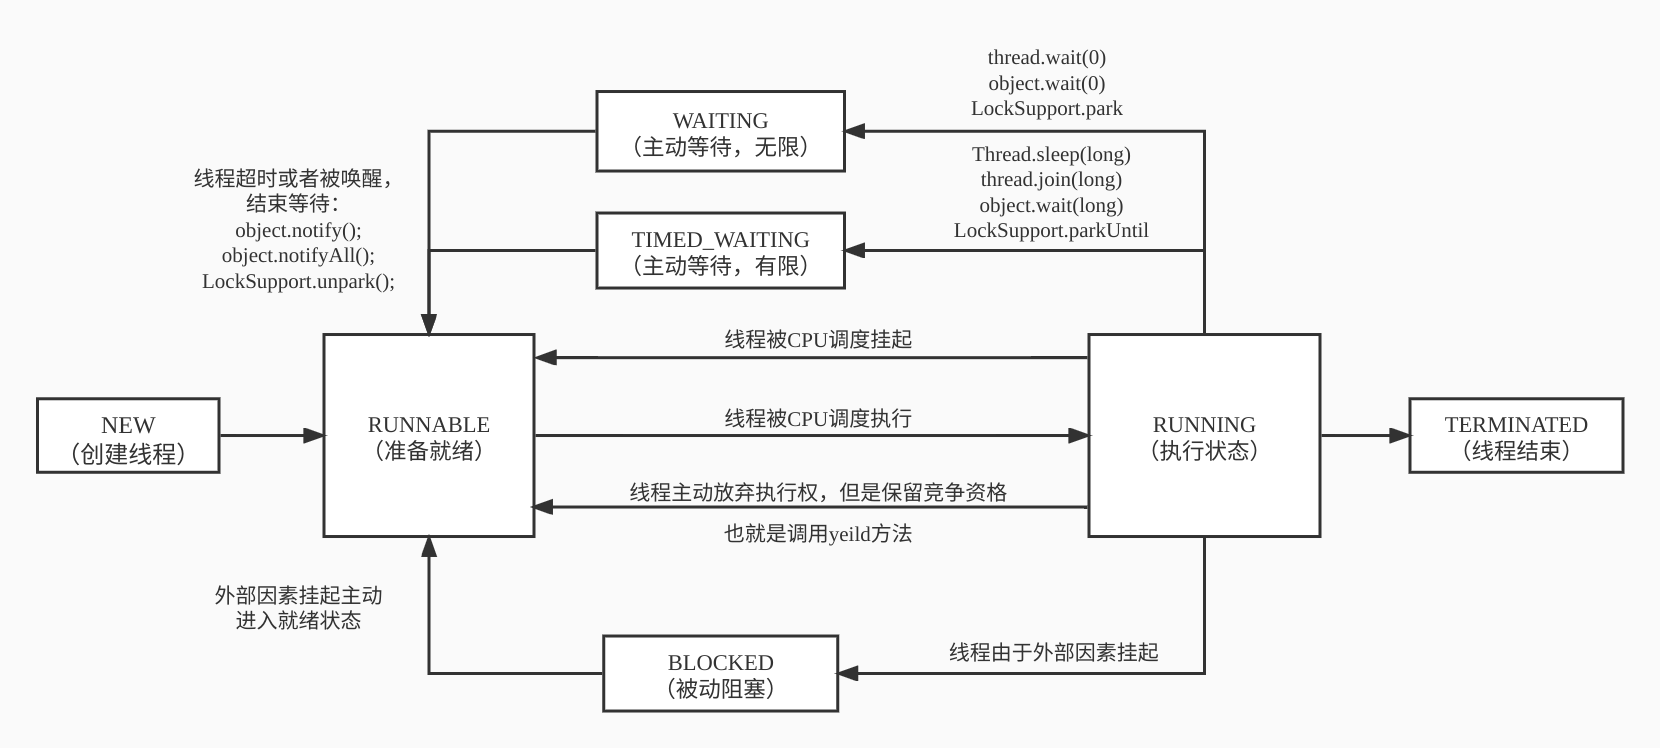 thread.wait(0)
object.wait(0)
LockSupport.park
WAITING
（主动等待，无限）
Thread.sleep(long)
thread.join(long)
object.wait(long)
LockSupport.parkUntil
线程超时或者被唤醒，
结束等待：
object.notify();
object.notifyAll();
LockSupport.unpark();
TIMED_WAITING
（主动等待，有限）
线程被CPU调度挂起
NEW
（创建线程）
RUNNABLE
（准备就绪）
线程被CPU调度执行
RUNNING
（执行状态）
TERMINATED
（线程结束）
线程主动放弃执行权，但是保留竞争资格
也就是调用yeild方法
外部因素挂起主动
进入就绪状态
BLOCKED
（被动阻塞）
线程由于外部因素挂起